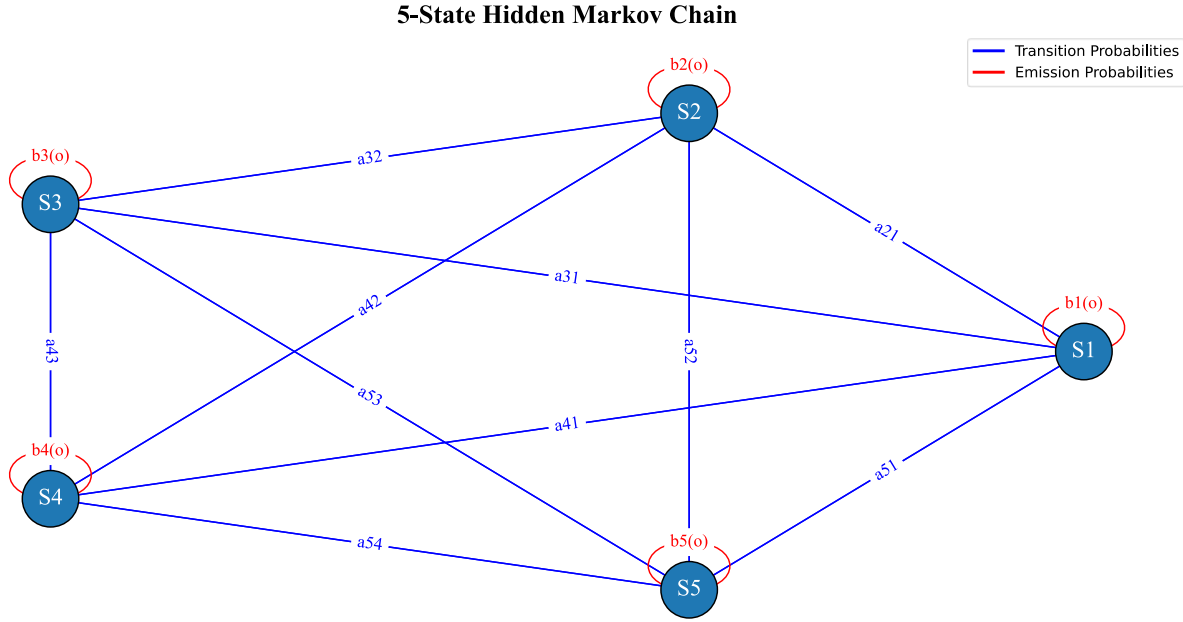 5-State Hidden Markov Chain
Transition Probabilities
Emission Probabilities
b2(o)
S2
b3(o)
a32
S3
a21
a31
b1(o)
a42
a43
a52
S1
a53
a41
b4(o)
a51
S4
a54
b5(o)
S5